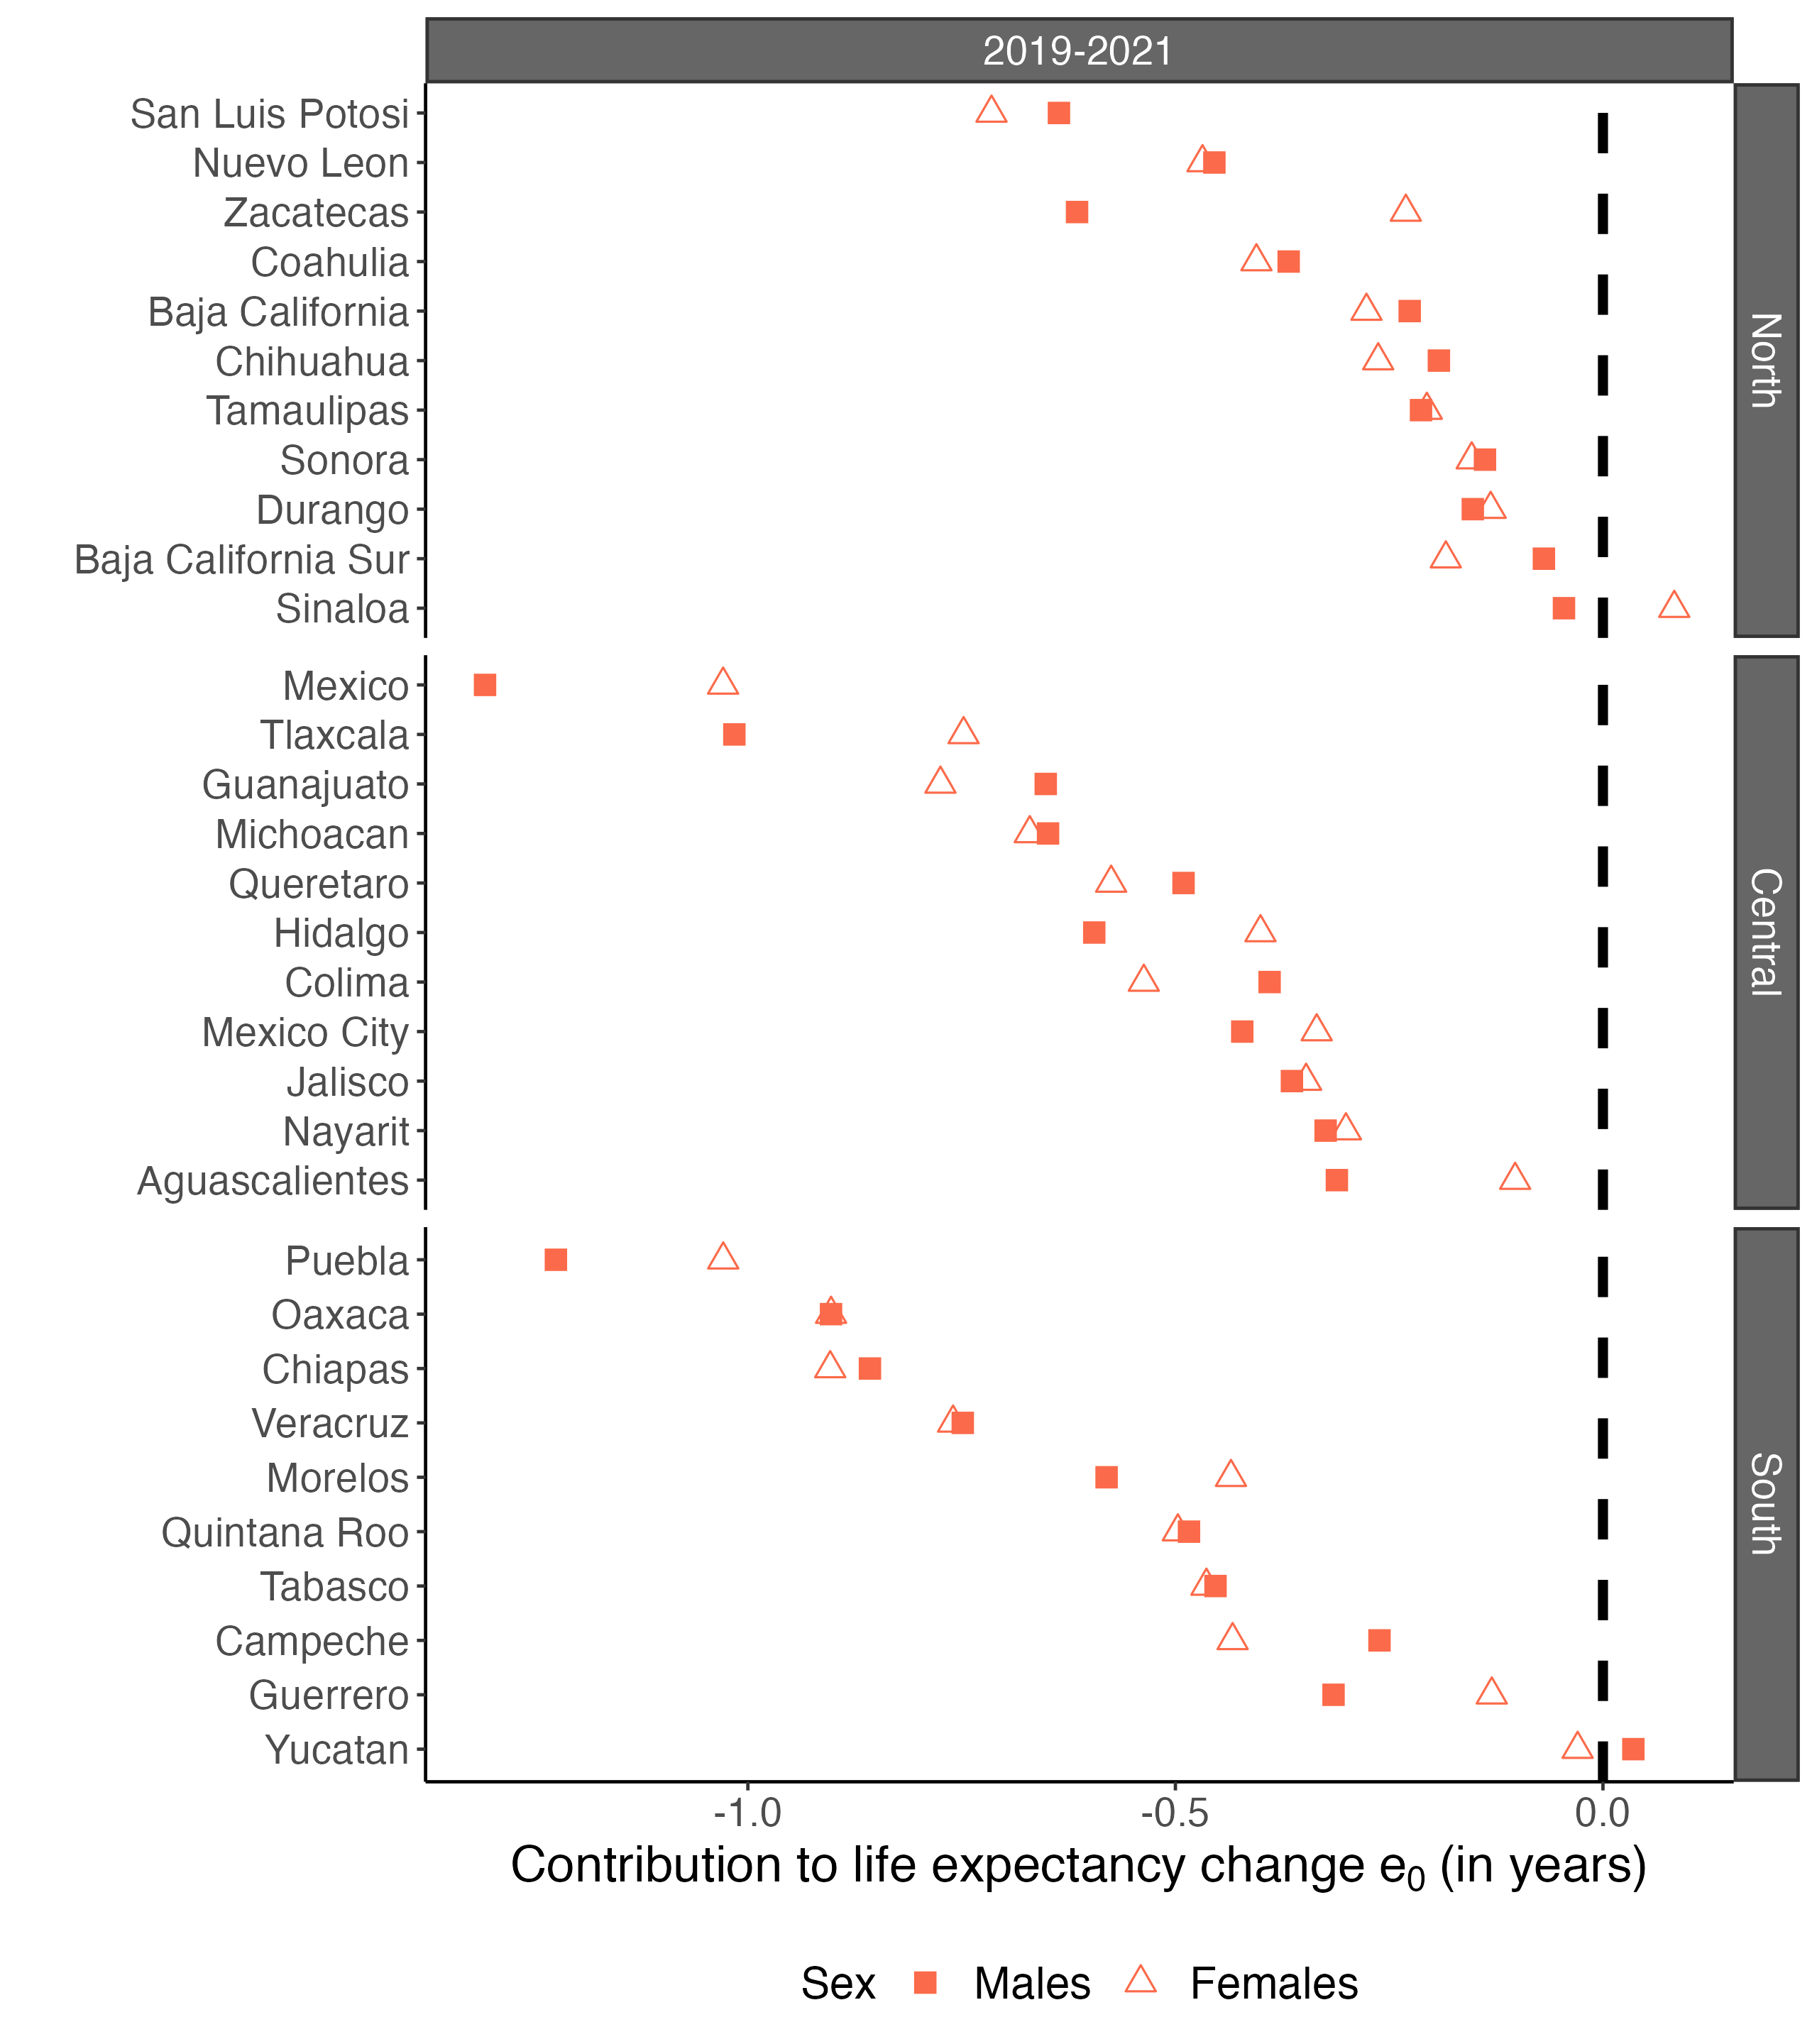 2019-2021
San Luis Potosi
Nuevo Leon
Zacatecas
Coahulia
Baja California
Chihuahua
Tamaulipas
Sonora
Durango
Baja California Sur
Sinaloa
North
Mexico
Tlaxcala
Guanajuato
Michoacan
Queretaro
Hidalgo
Colima
Mexico City
Jalisco
Nayarit
Aguascalientes
Central
Puebla
Oaxaca
Chiapas
Veracruz
Morelos
Quintana Roo
Tabasco
Campeche
Guerrero
Yucatan
South
-1.0 -0.5 0.0
Contribution to life expectancy change e₀ (in years)
Sex Males Females